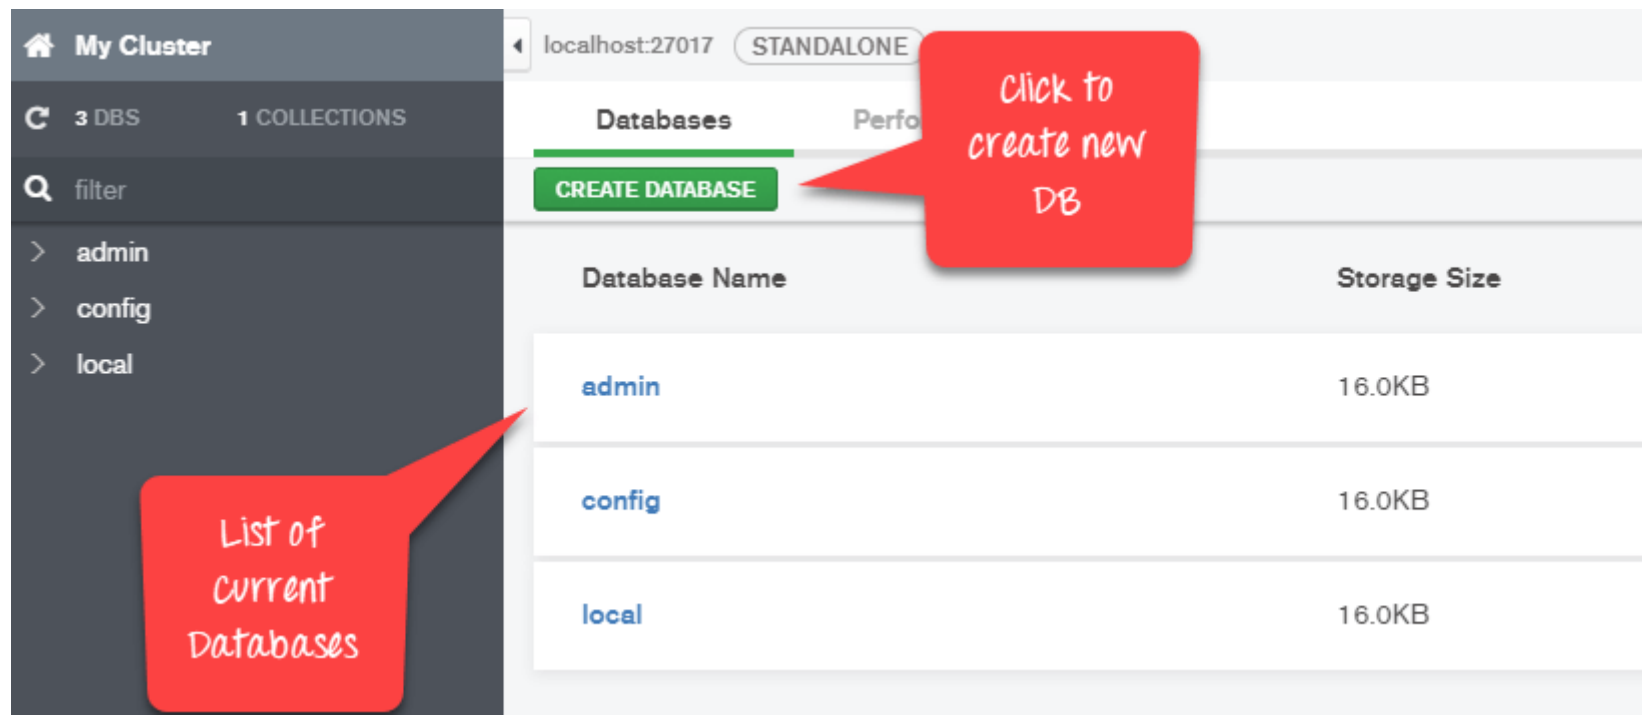 My Cluster
localhost:27017 STANDALONE
3 DBS 1 COLLECTIONS
Databases
filter
CREATE DATABASE
Click to
create new
DB
admin
config
local
Database Name Storage Size
admin 16.0KB
config 16.0KB
local 16.0KB
List of
current
Databases